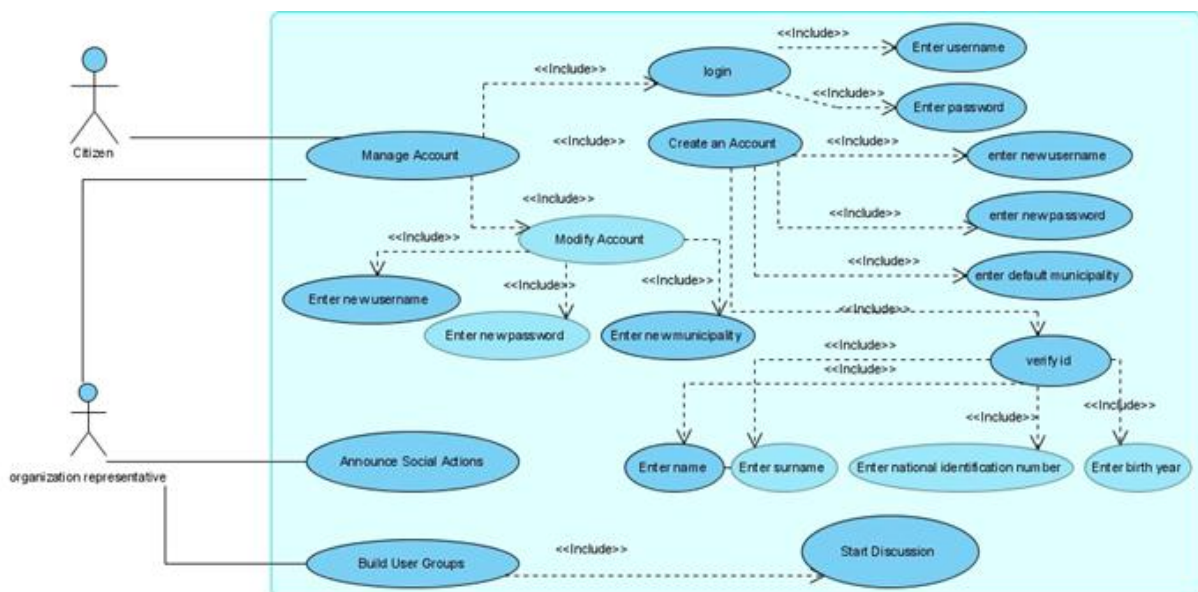 <<Include>>
Enter username
<<Include>>
login
<<Include>>
Enter password
Citizen
Manage Account
<<Include>>
Create an Account
<<Include>>
enter new username
<<Include>>
<<Include>>
enter new password
<<Include>>
Modify Account
<<Include>>
enter default municipality
<<Include>>
<<Include>>
Enter new username
<<Include>>
Enter new password
Enter new municipality
<<Include>>
verify id
<<Include>>
<<Include>>
<<Include>>
<<Include>>
organization representative
Announce Social Actions
Enter name
Enter surname
Enter national identification number
Enter birth year
Build User Groups
<<Include>>
Start Discussion